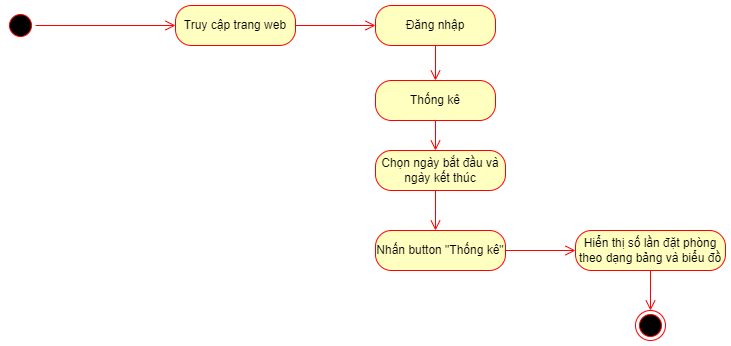 Truy cập trang web
Đăng nhập
Thống kê
Chọn ngày bắt đầu và
ngày kết thúc
Nhấn button "Thống kê"
Hiển thị số lần đặt phòng
theo dạng bảng và biểu đồ